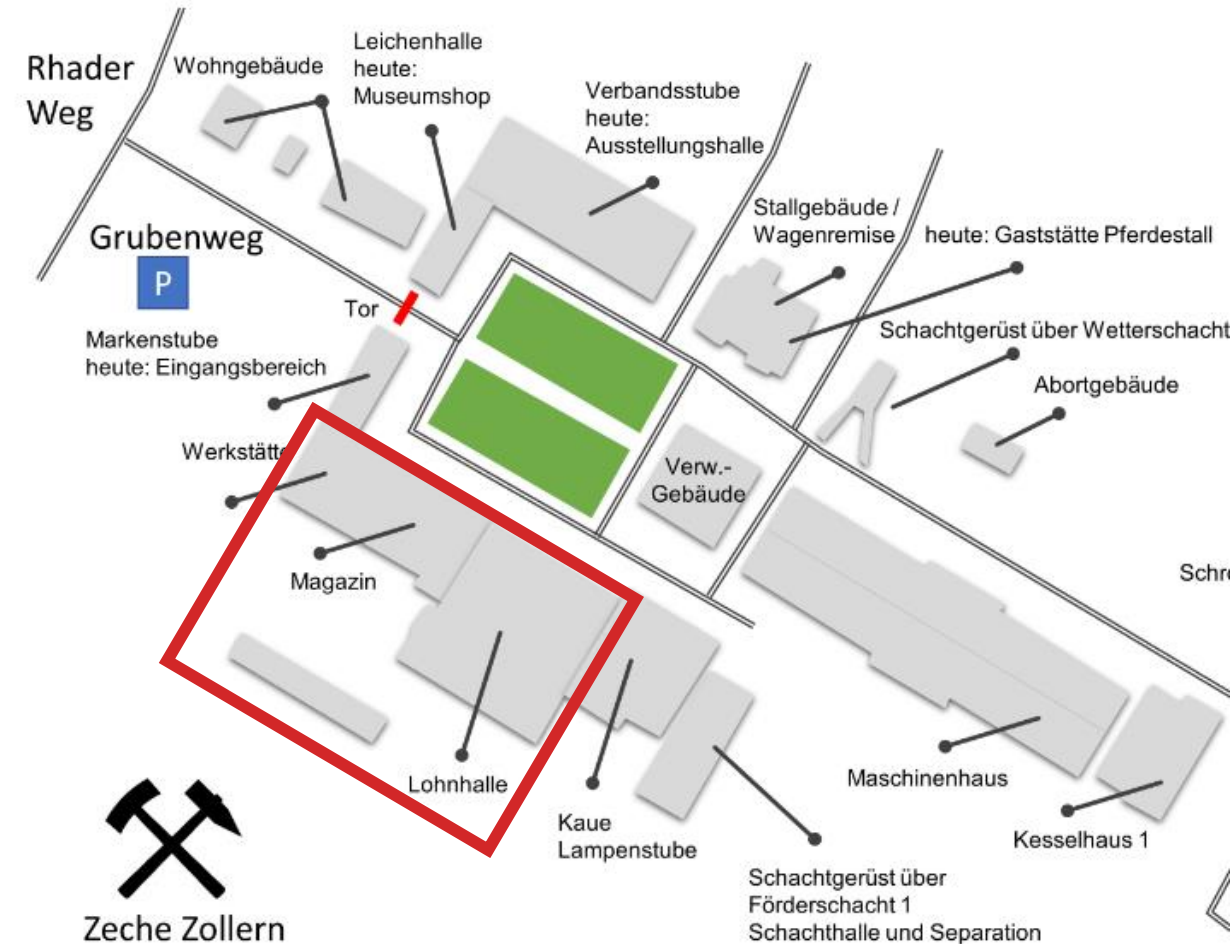 Rhader
Weg
Wohngebäude
Leichenhalle
heute:
Museumshop
Verbandsstube
heute:
Ausstellungshalle
Stallgebäude /
Wagenremise
heute: Gaststätte Pferdestall
Grubenweg
P
Tor
Markenstube
heute: Eingangsbereich
Schachtgerüst über Wetterschacht
Abortgebäude
Werkstätte
Verw.-
Gebäude
Magazin
Schre
Lohnhalle
Maschinenhaus
Kaue
Lampenstube
Kesselhaus 1
Schachtgerüst über
Förderschacht 1
Schachthalle und Separation
Zeche Zollern